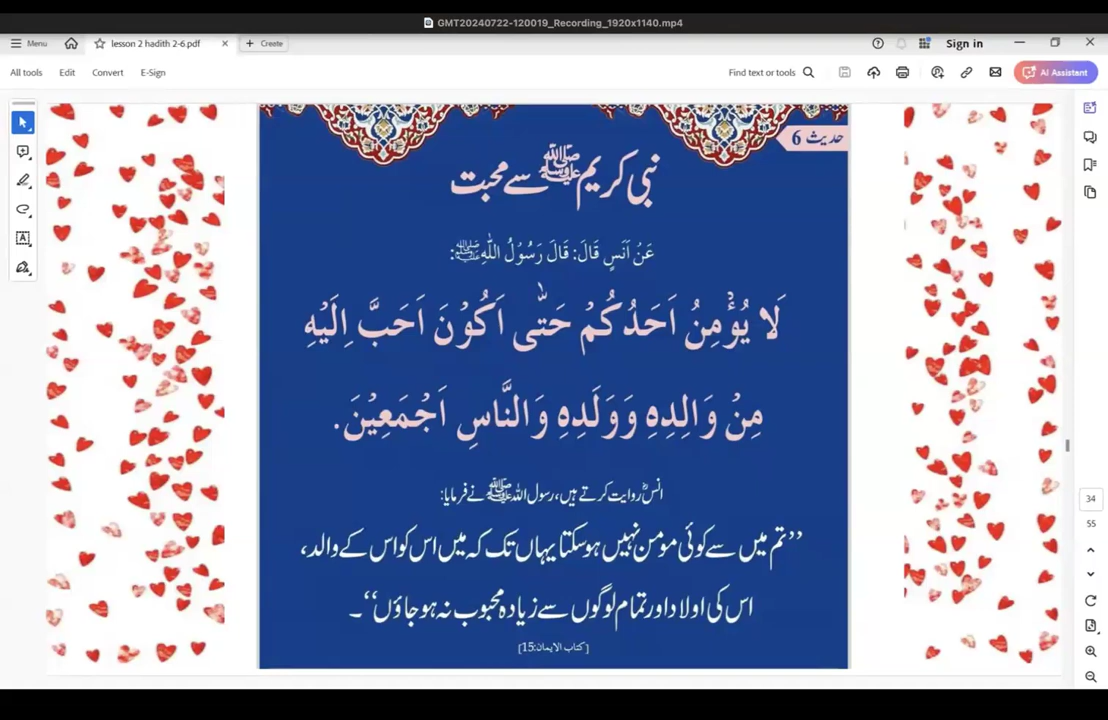 GMT20240722-120019_Recording_1920x1140.mp4
Menu
lesson 2 hadith 2-6.pdf
Create
Sign in
All tools Edit Convert E-Sign
Find text or tools
AI Assistant
حدیث 6
نبی کریم ﷺ سے محبت
عَنْ اَنَسٍ قَالَ: قَالَ رَسُوْلُ اللّٰهِ ﷺ:
لَا يُؤْمِنُ اَحَدُكُمْ حَتّٰى اَكُوْنَ اَحَبَّ اِلَيْهِ
مِنْ وَالِدِهٖ وَوَلَدِهٖ وَالنَّاسِ اَجْمَعِيْنَ.
انسؓ روایت کرتے ہیں، رسول اللہ ﷺ نے فرمایا:
’’تم میں سے کوئی مومن نہیں ہو سکتا یہاں تک کہ میں اس کو اس کے والد،
اس کی اولاد اور تمام لوگوں سے زیادہ محبوب نہ ہو جاؤں‘‘۔
[کتاب الایمان:15]
34
55